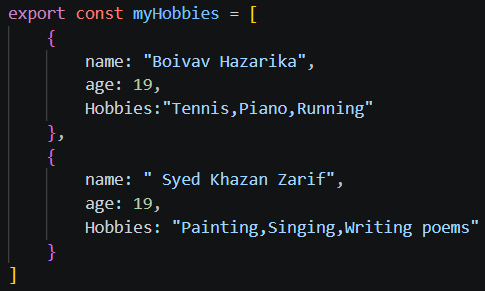 export const myHobbies = [
    {
        name: "Boivav Hazarika",
        age: 19,
        Hobbies:"Tennis,Piano,Running"
    },
    {
        name: " Syed Khazan Zarif",
        age: 19,
        Hobbies: "Painting,Singing,Writing poems"
    }
]